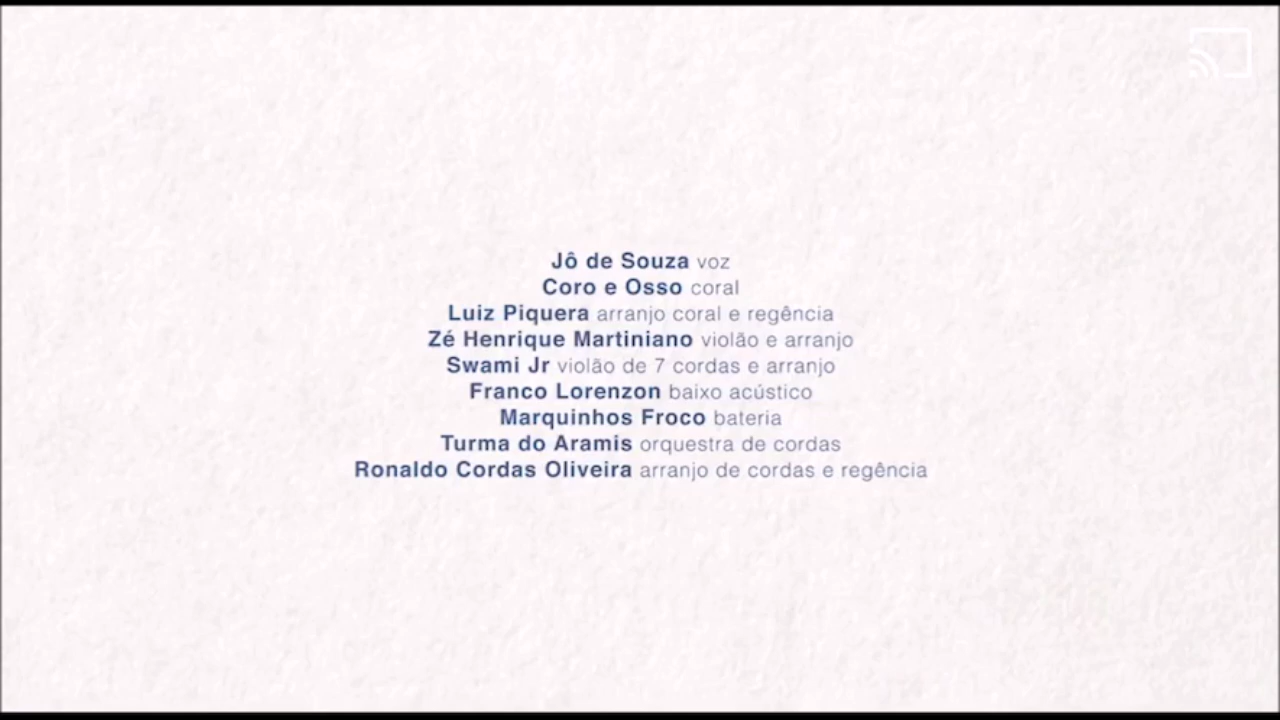 Jô de Souza voz
Coro e Osso coral
Luiz Piquera arranjo coral e regência
Zé Henrique Martiniano violão e arranjo
Swami Jr violão de 7 cordas e arranjo
Franco Lorenzon baixo acústico
Marquinhos Froco bateria
Turma do Aramis orquestra de cordas
Ronaldo Cordas Oliveira arranjo de cordas e regência